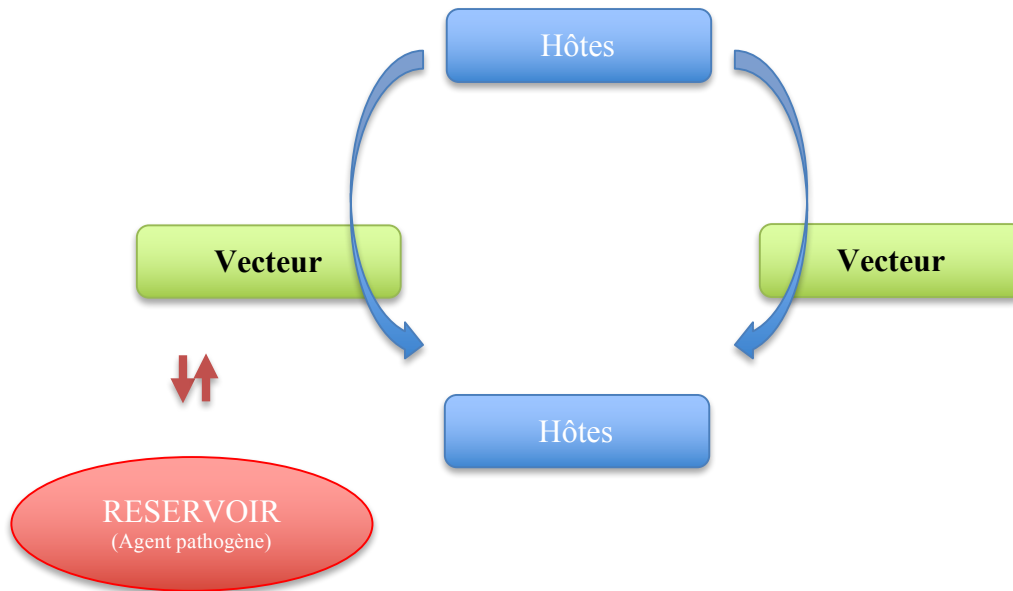 Hôtes
Vecteur
Vecteur
Hôtes
RESERVOIR
(Agent pathogène)